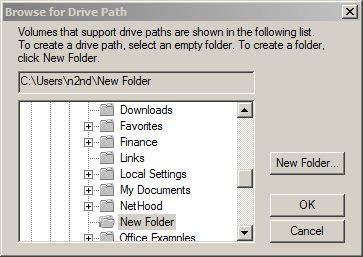 Browse for Drive Path
Volumes that support drive paths are shown in the following list.
To create a drive path, select an empty folder. To create a folder,
click New Folder.
C:\Users\n2nd\New Folder
Downloads
Favorites
Finance
Links
Local Settings
My Documents
NetHood
New Folder
Office Examples
New Folder...
OK
Cancel